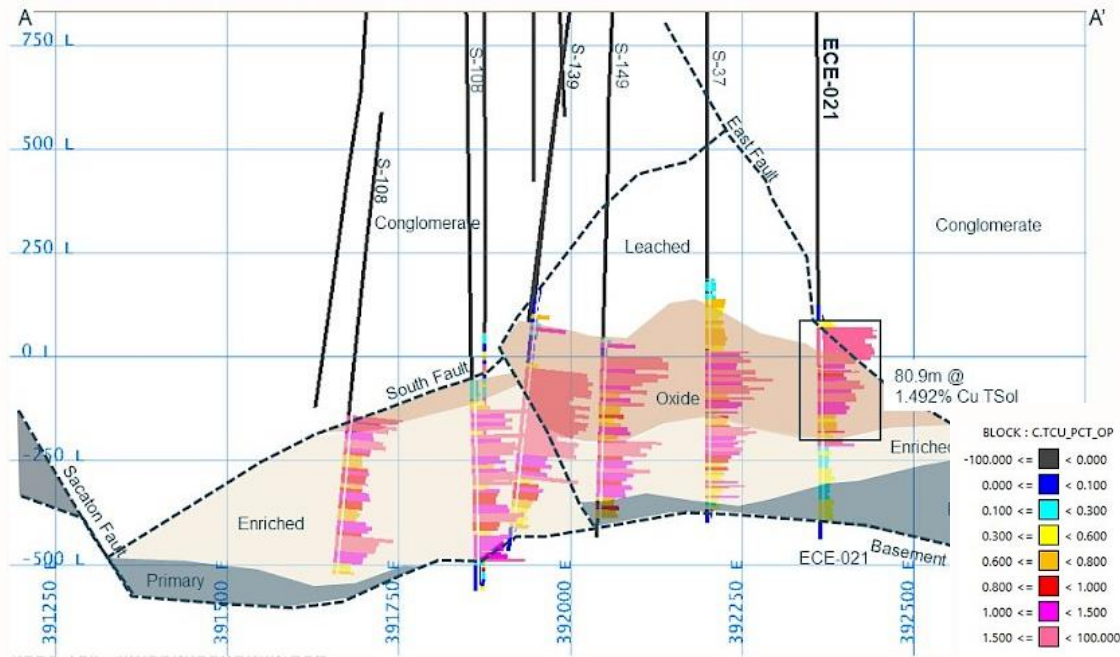 A
A'
750 L
500 L
250 L
0 L
-250 L
-500 L
S-108
S-108
S-139
S-149
S-37
ECE-021
East Fault
Conglomerate
Leached
Conglomerate
South Fault
Oxide
80.9m @
1.492% Cu TSol
Enriched
Enriched
Sacaton Fault
Primary
ECE-021
Basement
391250 E
391500 E
391750 E
392000 E
392250 E
392500 E
BLOCK : C.TCU_PCT_OP
-100.000 <= < 0.000
0.000 <= < 0.100
0.100 <= < 0.300
0.300 <= < 0.600
0.600 <= < 0.800
0.800 <= < 1.000
1.000 <= < 1.500
1.500 <= < 100.000